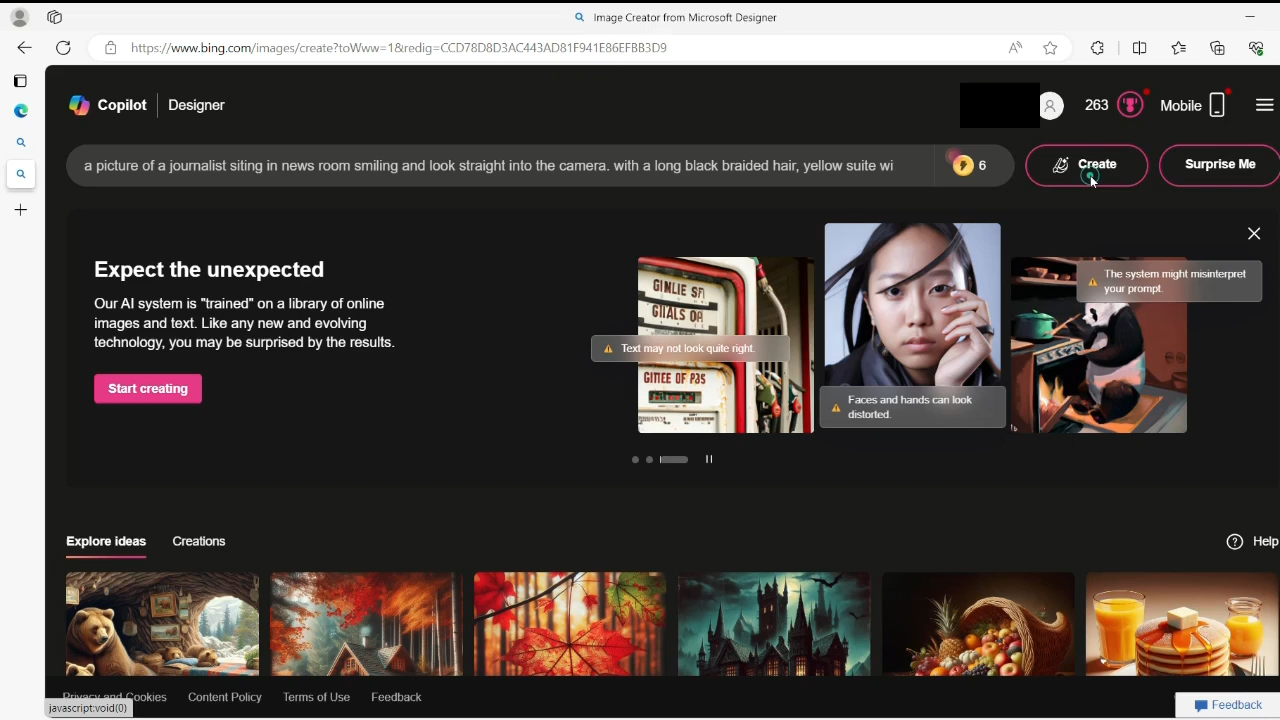 Image Creator from Microsoft Designer
https://www.bing.com/images/create?toWww=1&redig=CCD78D8D3AC443AD81F941E86EFBB3D9
Copilot
Designer
263
Mobile
a picture of a journalist siting in news room smiling and look straight into the camera. with a long black braided hair, yellow suite wi
6
Create
Surprise Me
Expect the unexpected
Our AI system is "trained" on a library of online
images and text. Like any new and evolving
technology, you may be surprised by the results.
Start creating
GIMLIE
GIIALS
Text may not look quite right.
GITIEE OF
Faces and hands can look
distorted.
The system might misinterpret
your prompt.
Explore ideas
Creations
Help
Privacy and Cookies
Content Policy
Terms of Use
Feedback
javascript:void(0)
Feedback